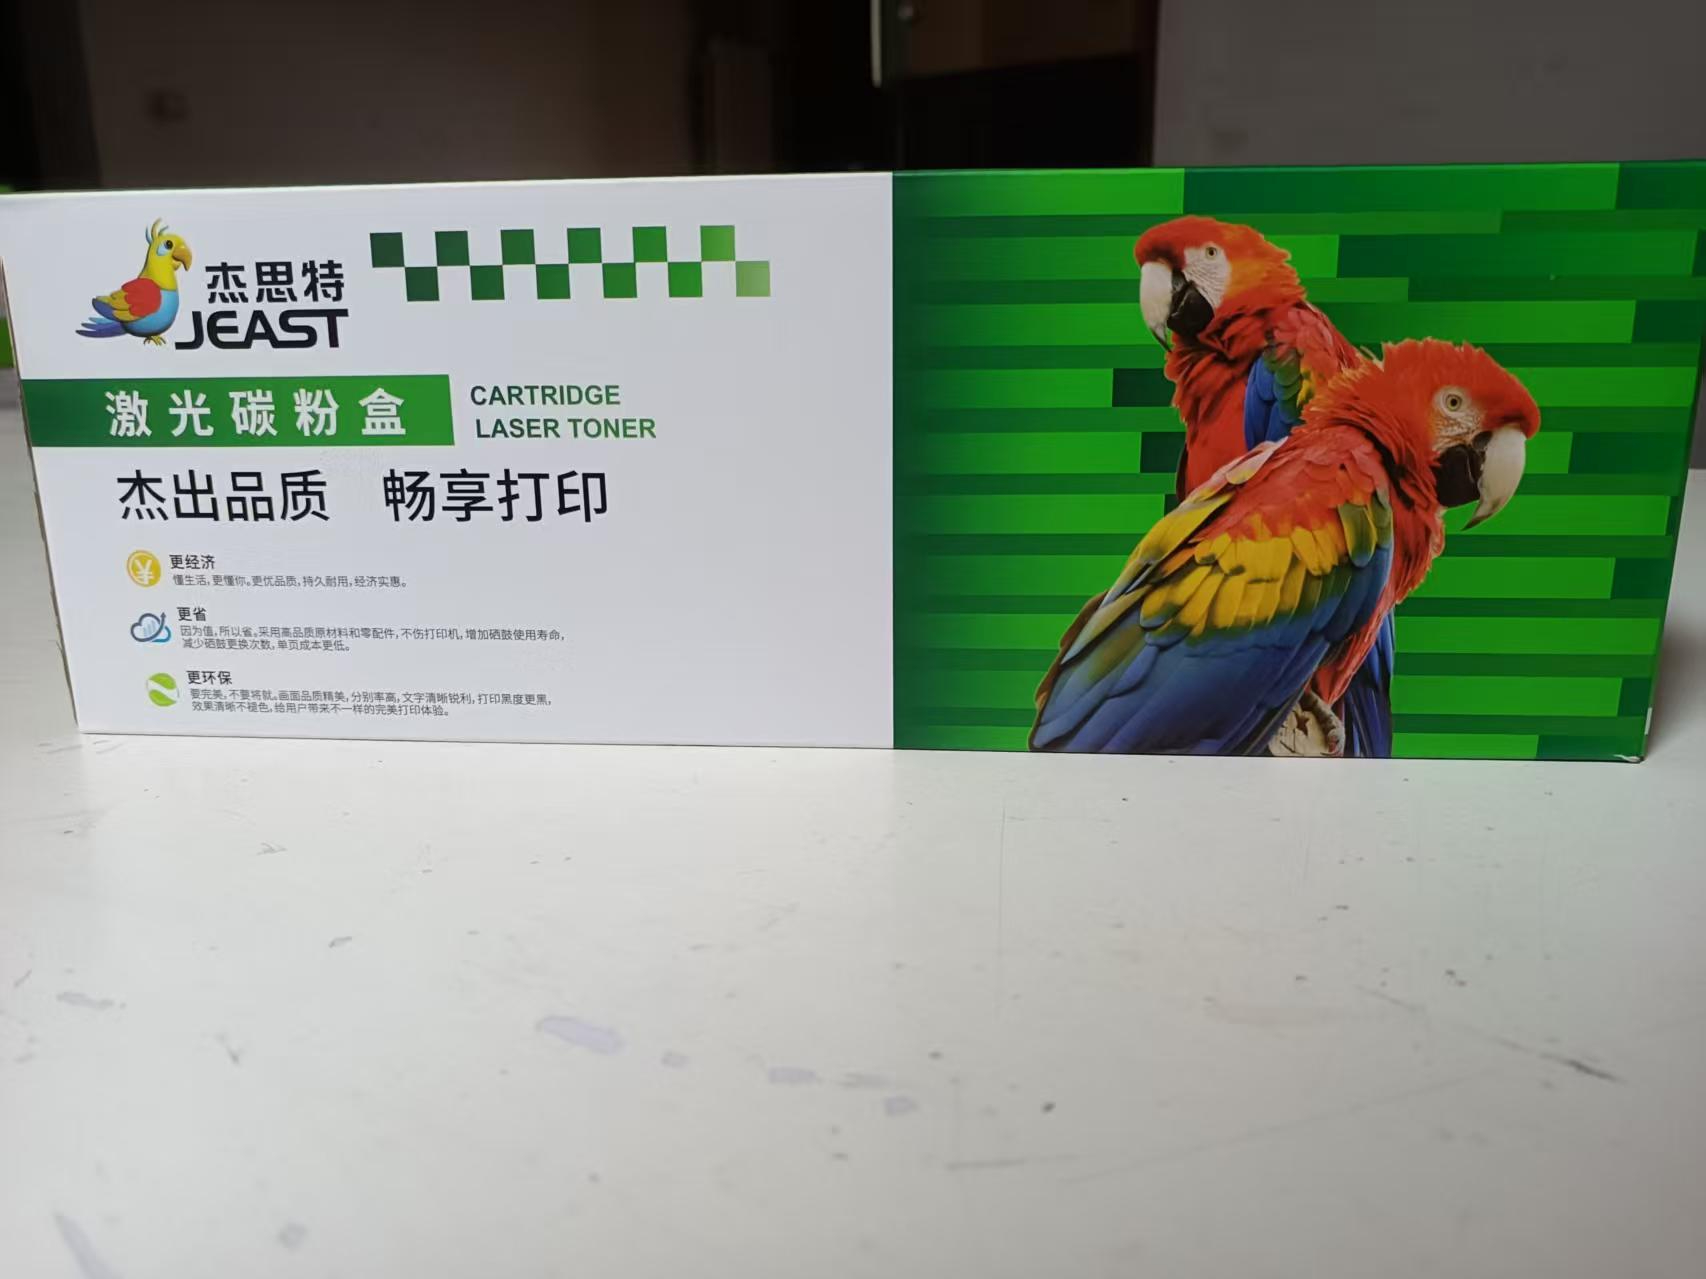 杰思特
JEAST
激光碳粉盒
CARTRIDGE
LASER TONER
杰出品质 畅享打印
更经济
懂生活,更懂你。更优品质,持久耐用,经济实惠。
更省
因为值,所以省。采用高品质原材料和零配件,不伤打印机,增加硒鼓使用寿命,
减少硒鼓更换次数,单页成本更低。
更环保
要完美,不要将就。画面品质精美,分别率高,文字清晰锐利,打印黑度更黑,
效果清晰不褪色,给用户带来不一样的完美打印体验。